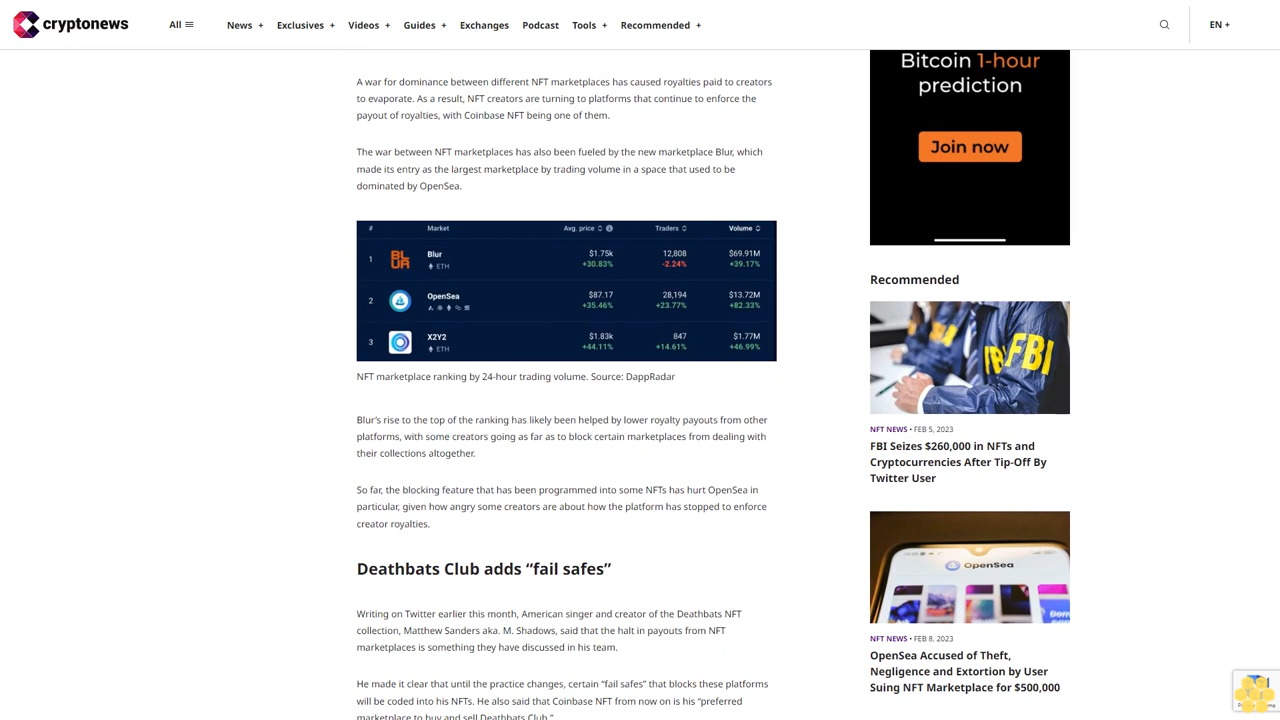 cryptonews
All
News +
Exclusives +
Videos +
Guides +
Exchanges
Podcast
Tools +
Recommended +
EN +
A war for dominance between different NFT marketplaces has caused royalties paid to creators
to evaporate. As a result, NFT creators are turning to platforms that continue to enforce the
payout of royalties, with Coinbase NFT being one of them.
The war between NFT marketplaces has also been fueled by the new marketplace Blur, which
made its entry as the largest marketplace by trading volume in a space that used to be
dominated by OpenSea.
# Market Avg. price Traders Volume
1 BLUR Blur $1.75k 12,808 $69.91M
ETH +30.83% -2.24% +39.17%
2 OpenSea $87.17 28,194 $13.72M
+35.46% +23.77% +82.33%
3 X2Y2 $1.83k 847 $1.77M
ETH +44.11% +14.61% +46.99%
NFT marketplace ranking by 24-hour trading volume. Source: DappRadar
Blur’s rise to the top of the ranking has likely been helped by lower royalty payouts from other
platforms, with some creators going as far as to block certain marketplaces from dealing with
their collections altogether.
So far, the blocking feature that has been programmed into some NFTs has hurt OpenSea in
particular, given how angry some creators are about how the platform has stopped to enforce
creator royalties.
Deathbats Club adds “fail safes”
Writing on Twitter earlier this month, American singer and creator of the Deathbats NFT
collection, Matthew Sanders aka. M. Shadows, said that the halt in payouts from NFT
marketplaces is something they have discussed in his team.
He made it clear that until the practice changes, certain “fail safes” that blocks these platforms
will be coded into his NFTs. He also said that Coinbase NFT from now on is his “preferred
marketplace to buy and sell Deathbats Club.”
Bitcoin 1-hour
prediction
Join now
Recommended
FBI
FBI
NFT NEWS • FEB 5, 2023
FBI Seizes $260,000 in NFTs and
Cryptocurrencies After Tip-Off By
Twitter User
OpenSea
NFT NEWS • FEB 8, 2023
OpenSea Accused of Theft,
Negligence and Extortion by User
Suing NFT Marketplace for $500,000